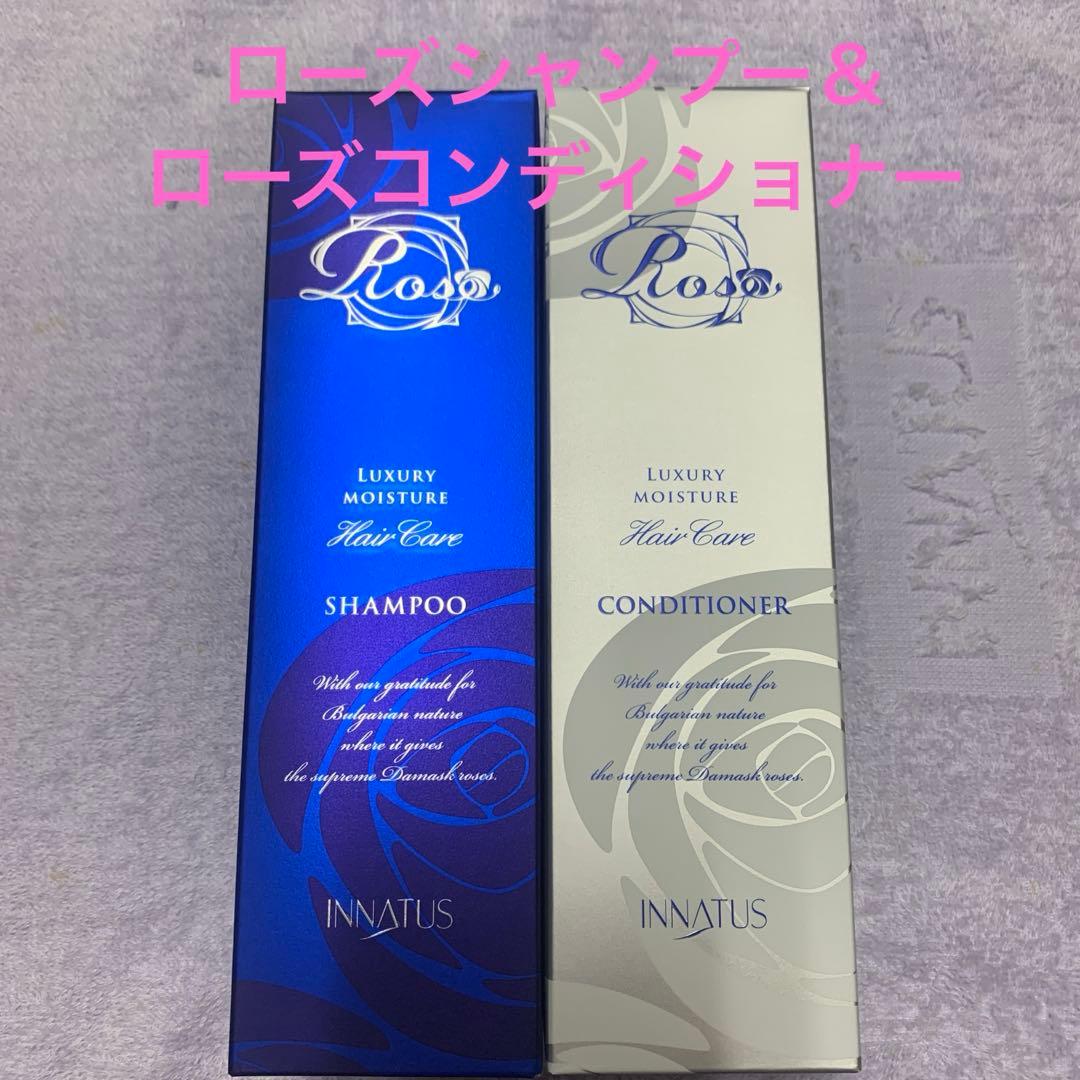 ローズシャンプー&
ローズコンディショナー
Rose
LUXURY
MOISTURE
Hair Care
SHAMPOO
With our gratitude for
Bulgarian nature
where it gives
the supreme Damask roses.
INNATUS
Rose
LUXURY
MOISTURE
Hair Care
CONDITIONER
With our gratitude for
Bulgarian nature
where it gives
the supreme Damask roses.
INNATUS